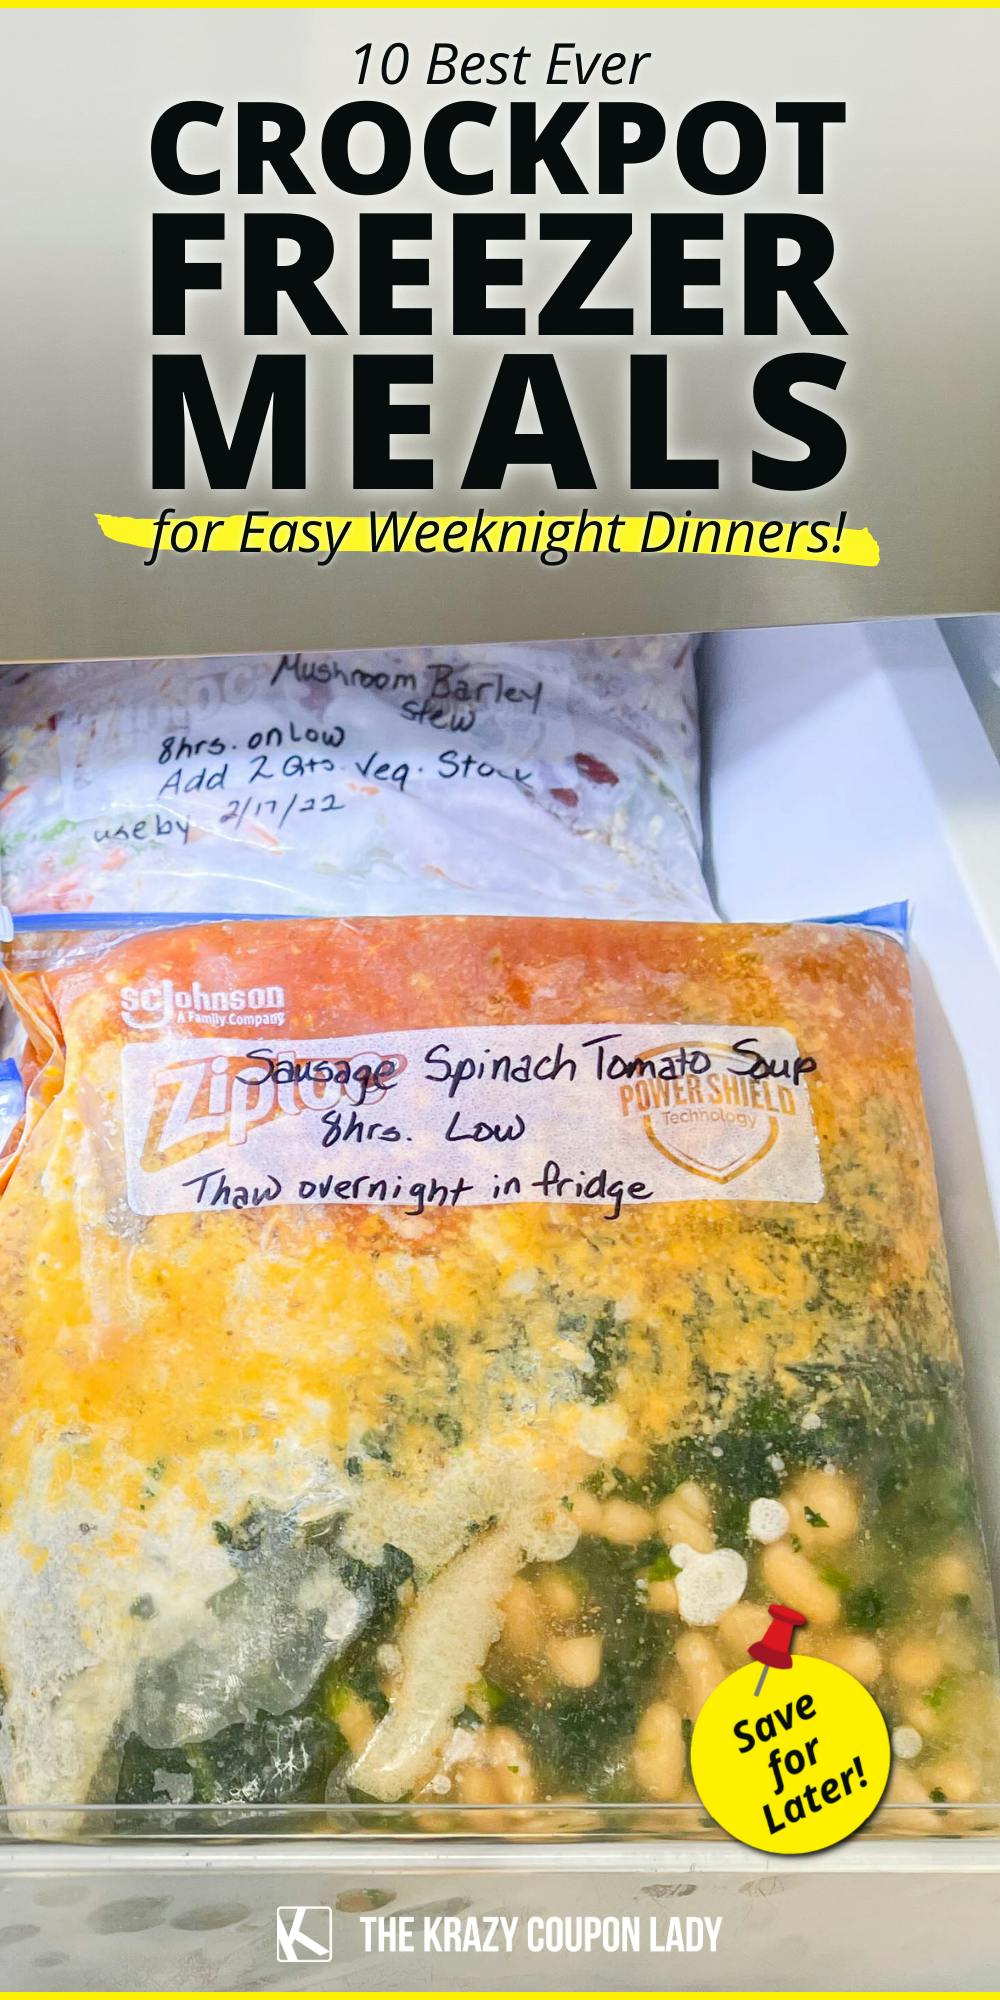 10 Best Ever
CROCKPOT
FREEZER
MEALS
for Easy Weeknight Dinners!
Ziploc
Mushroom Barley
Stew
8hrs. on Low
Add 2 Qts. Veg. Stock
use by 2/17/22
scJohnson
A Family Company
Ziploc
Sausage Spinach Tomato Soup
POWER SHIELD
Technology
8hrs. Low
Thaw overnight in fridge
Save
for
Later!
K THE KRAZY COUPON LADY